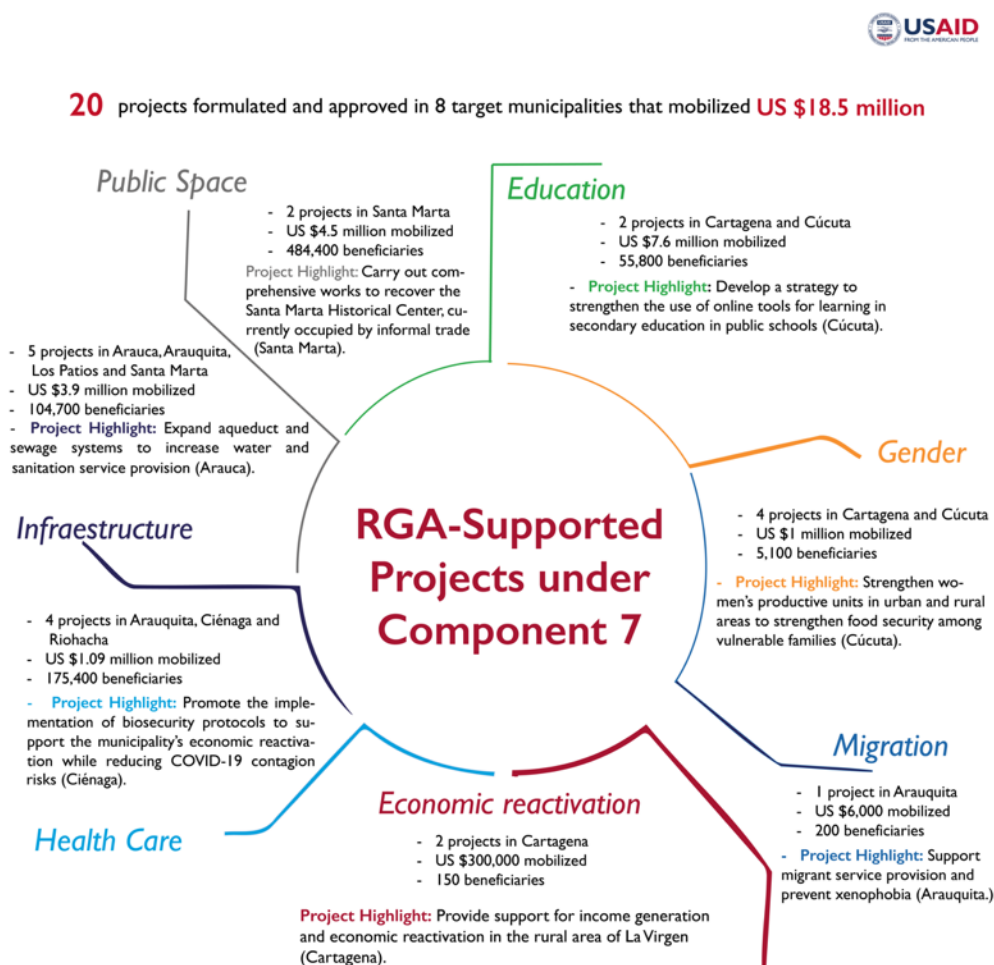 USAID
FROM THE AMERICAN PEOPLE
20 projects formulated and approved in 8 target municipalities that mobilized US $18.5 million
Public Space
- 2 projects in Santa Marta
- US $4.5 million mobilized
- 484,400 beneficiaries
Project Highlight: Carry out com-
prehensive works to recover the
Santa Marta Historical Center, cu-
rrently occupied by informal trade
(Santa Marta).
Education
- 2 projects in Cartagena and Cúcuta
- US $7.6 million mobilized
- 55,800 beneficiaries
- Project Highlight: Develop a strategy to
strengthen the use of online tools for learning in
secondary education in public schools (Cúcuta).
- 5 projects in Arauca, Arauquita,
Los Patios and Santa Marta
- US $3.9 million mobilized
- 104,700 beneficiaries
- Project Highlight: Expand aqueduct and
sewage systems to increase water and
sanitation service provision (Arauca).
Infraestructure
Gender
- 4 projects in Cartagena and Cúcuta
- US $1 million mobilized
- 5,100 beneficiaries
- Project Highlight: Strengthen wo-
men's productive units in urban and rural
areas to strengthen food security among
vulnerable families (Cúcuta).
RGA-Supported
Projects under
Component 7
- 4 projects in Arauquita, Ciénaga and
Riohacha
- US $1.09 million mobilized
- 175,400 beneficiaries
- Project Highlight: Promote the imple-
mentation of biosecurity protocols to su-
pport the municipality's economic reactiva-
tion while reducing COVID-19 contagion
risks (Ciénaga).
Health Care
Migration
- 1 project in Arauquita
- US $6,000 mobilized
- 200 beneficiaries
- Project Highlight: Support
migrant service provision and
prevent xenophobia (Arauquita.)
Economic reactivation
- 2 projects in Cartagena
- US $300,000 mobilized
- 150 beneficiaries
Project Highlight: Provide support for income generation
and economic reactivation in the rural area of La Virgen
(Cartagena).